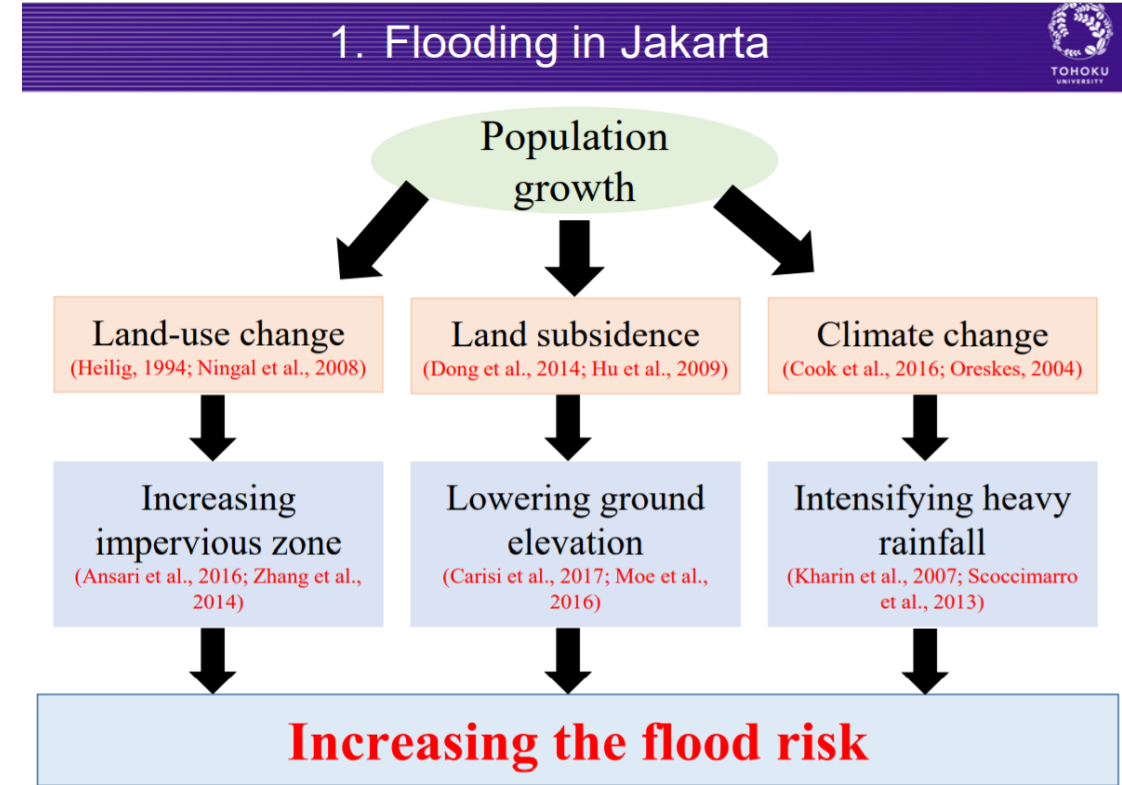 1. Flooding in Jakarta
TOHOKU
UNIVERSITY
Population
growth
Land-use change
(Heilig, 1994; Ningal et al., 2008)
Land subsidence
(Dong et al., 2014; Hu et al., 2009)
Climate change
(Cook et al., 2016; Oreskes, 2004)
Increasing
impervious zone
(Ansari et al., 2016; Zhang et al.,
2014)
Lowering ground
elevation
(Carisi et al., 2017; Moe et al.,
2016)
Intensifying heavy
rainfall
(Kharin et al., 2007; Scoccimarro
et al., 2013)
Increasing the flood risk